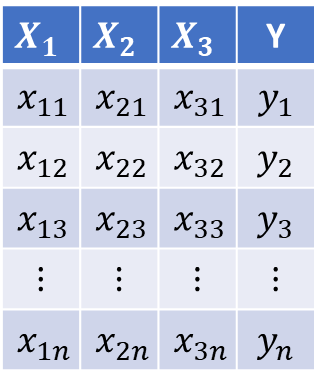 X₁ X₂ X₃ Y
x₁₁ x₂₁ x₃₁ y₁
x₁₂ x₂₂ x₃₂ y₂
x₁₃ x₂₃ x₃₃ y₃
⋮ ⋮ ⋮ ⋮
x₁ₙ x₂ₙ x₃ₙ yₙ